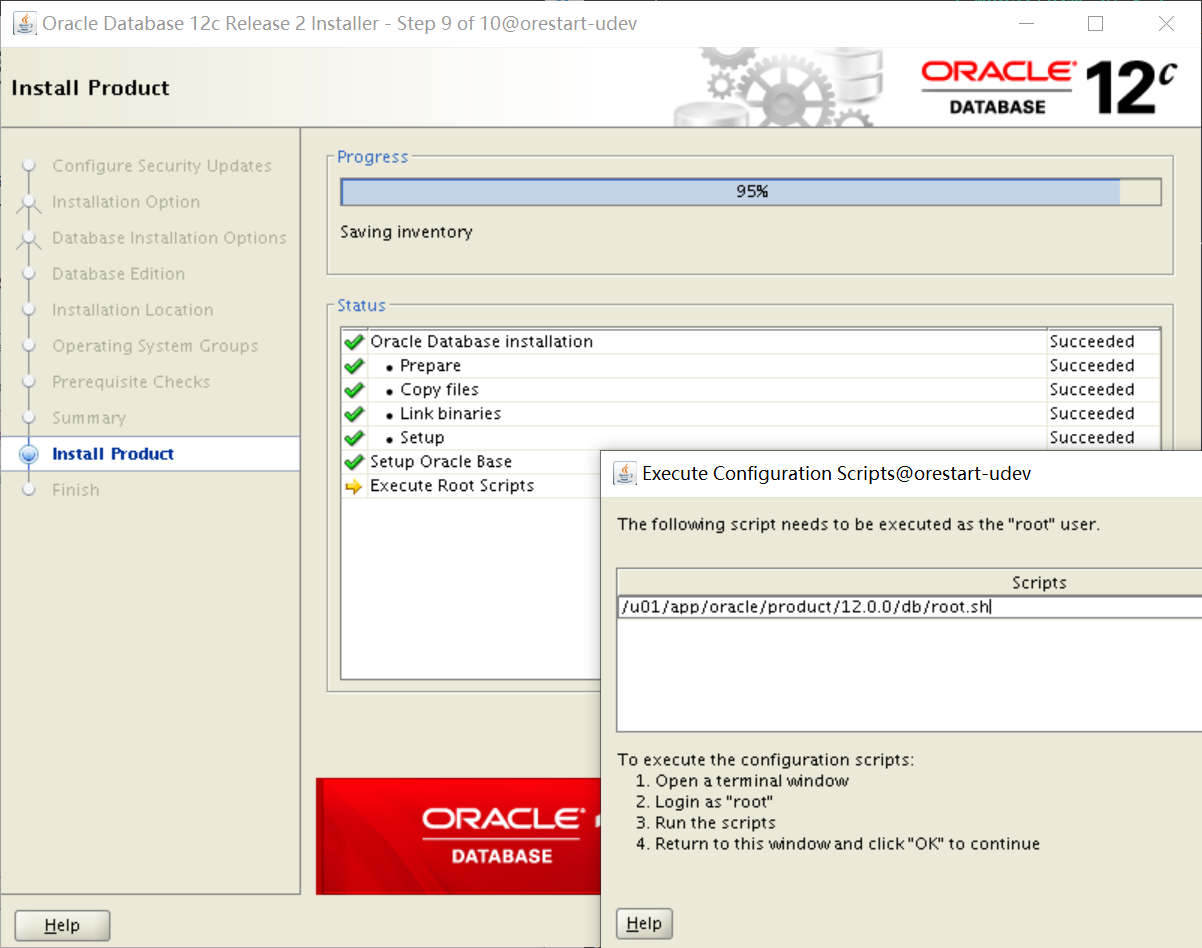 Oracle Database 12c Release 2 Installer - Step 9 of 10@orestart-udev
Install Product
ORACLE
DATABASE
12c
Configure Security Updates
Installation Option
Database Installation Options
Database Edition
Installation Location
Operating System Groups
Prerequisite Checks
Summary
Install Product
Finish
Progress
95%
Saving inventory
Status
Oracle Database installation Succeeded
• Prepare Succeeded
• Copy files Succeeded
• Link binaries Succeeded
• Setup Succeeded
Setup Oracle Base
Execute Root Scripts
ORACLE
DATABASE
Help
Execute Configuration Scripts@orestart-udev
The following script needs to be executed as the "root" user.
Scripts
/u01/app/oracle/product/12.0.0/db/root.sh
To execute the configuration scripts:
1. Open a terminal window
2. Login as "root"
3. Run the scripts
4. Return to this window and click "OK" to continue
Help